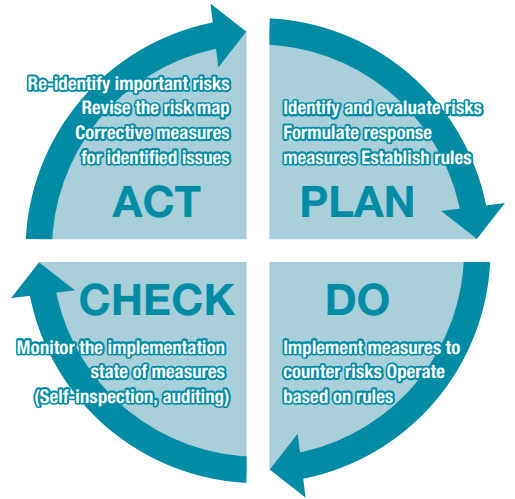 Re-identify important risks
Revise the risk map
Corrective measures
for identified issues
ACT
Identify and evaluate risks
Formulate response
measures Establish rules
PLAN
CHECK
Monitor the implementation
state of measures
(Self-inspection, auditing)
DO
Implement measures to
counter risks Operate
based on rules